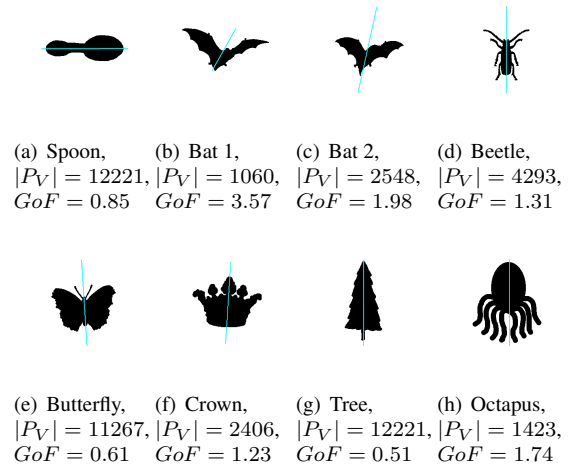 (a) Spoon,
|P_V| = 12221,
GoF = 0.85
(b) Bat 1,
|P_V| = 1060,
GoF = 3.57
(c) Bat 2,
|P_V| = 2548,
GoF = 1.98
(d) Beetle,
|P_V| = 4293,
GoF = 1.31
(e) Butterfly,
|P_V| = 11267,
GoF = 0.61
(f) Crown,
|P_V| = 2406,
GoF = 1.23
(g) Tree,
|P_V| = 12221,
GoF = 0.51
(h) Octapus,
|P_V| = 1423,
GoF = 1.74